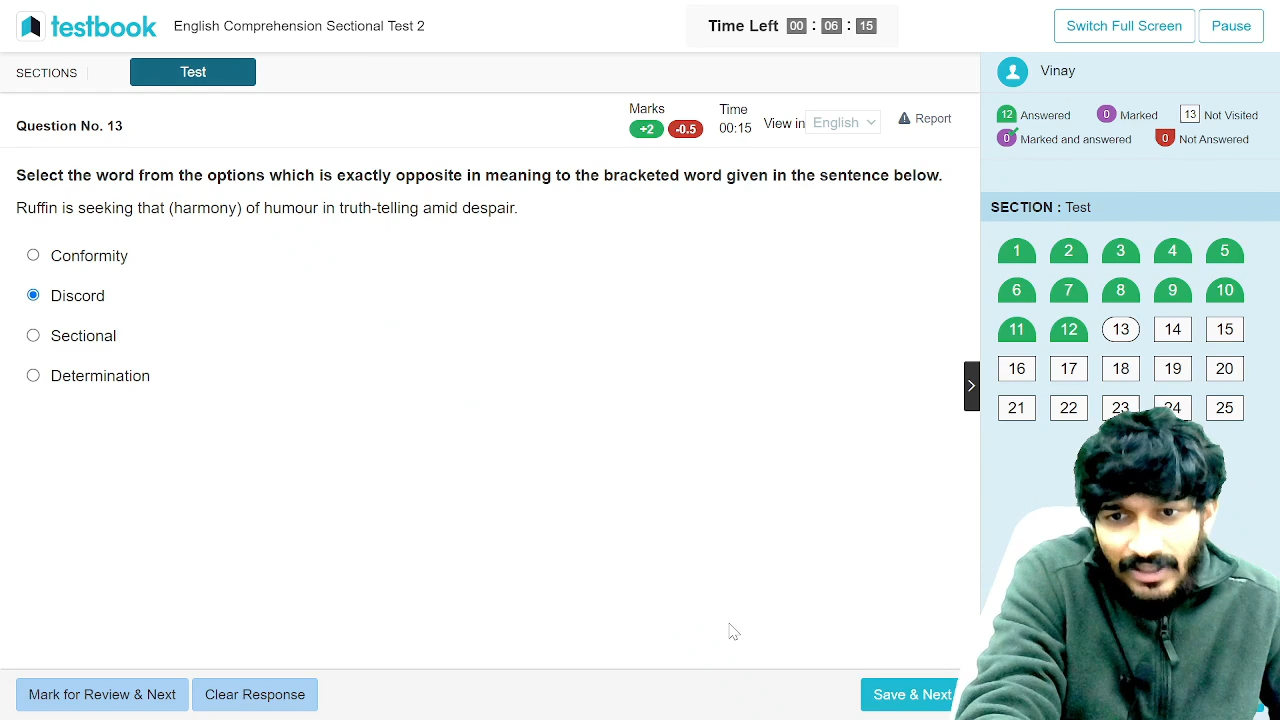 testbook English Comprehension Sectional Test 2 Time Left 00 : 06 : 15 Switch Full Screen Pause
SECTIONS Test
Vinay
Question No. 13 Marks +2 -0.5 Time 00:15 View in English Report
12 Answered 0 Marked 13 Not Visited
0 Marked and answered 0 Not Answered
Select the word from the options which is exactly opposite in meaning to the bracketed word given in the sentence below.
Ruffin is seeking that (harmony) of humour in truth-telling amid despair.
Conformity
Discord
Sectional
Determination
SECTION : Test
1 2 3 4 5
6 7 8 9 10
11 12 13 14 15
16 17 18 19 20
21 22 23 24 25
Mark for Review & Next Clear Response Save & Next